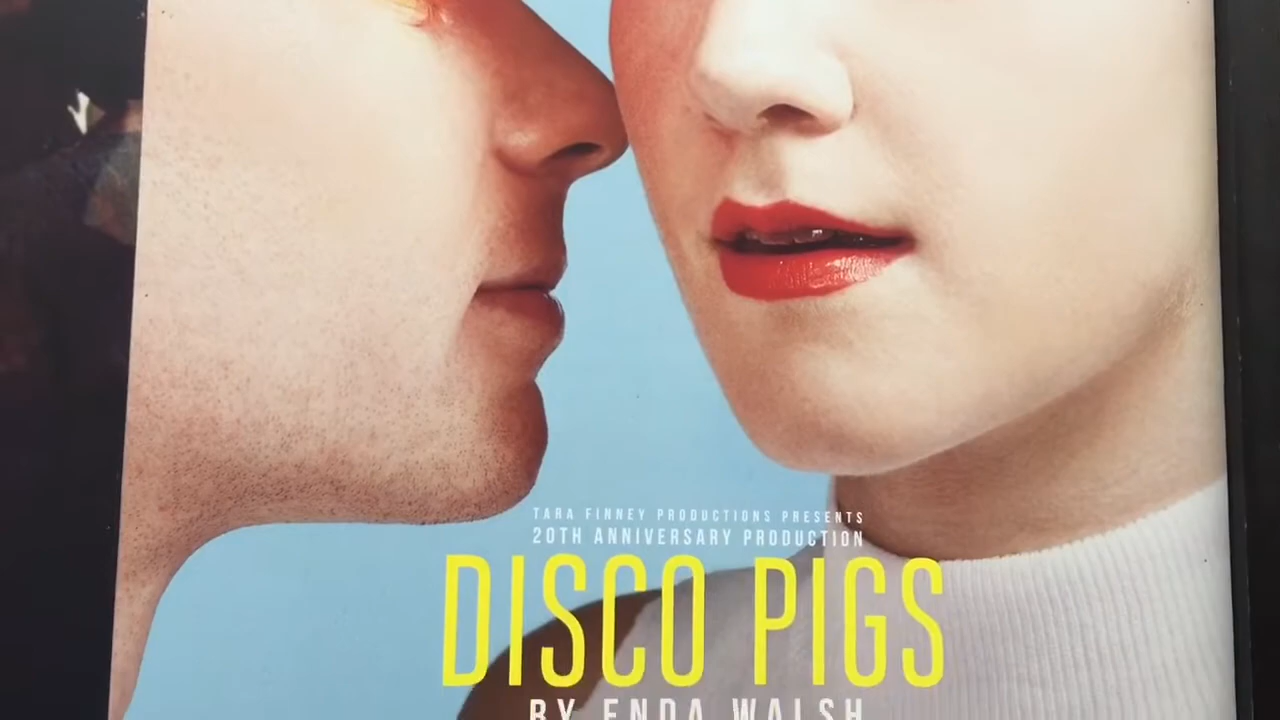 TARA FINNEY PRODUCTIONS PRESENTS
20TH ANNIVERSARY PRODUCTION
DISCO PIGS
BY ENDA WALSH